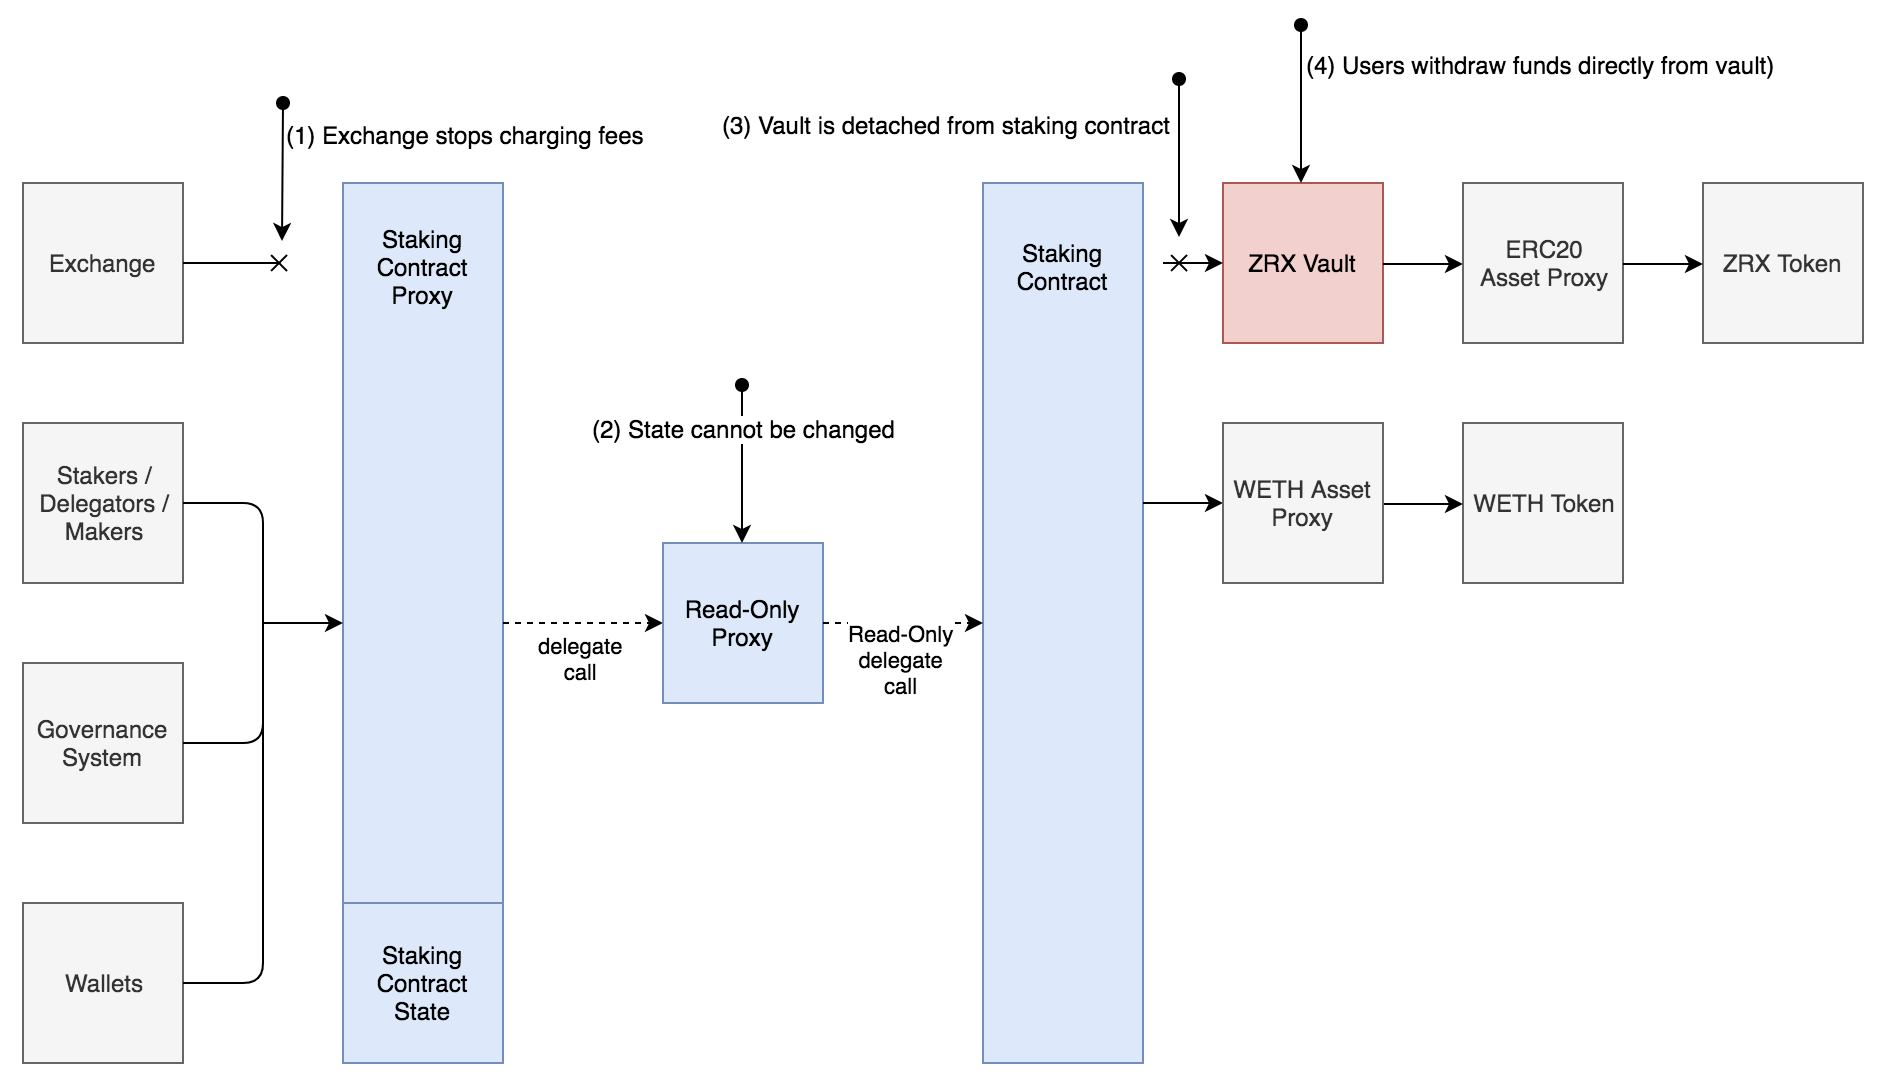 (4) Users withdraw funds directly from vault)
(3) Vault is detached from staking contract
(1) Exchange stops charging fees
Exchange
Staking
Contract
Proxy
Staking
Contract
ZRX Vault
ERC20
Asset Proxy
ZRX Token
(2) State cannot be changed
Stakers /
Delegators /
Makers
WETH Asset
Proxy
WETH Token
Read-Only
Proxy
delegate
call
Read-Only
delegate
call
Governance
System
Wallets
Staking
Contract
State